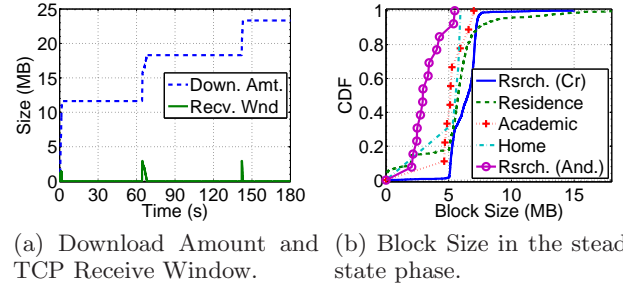 25
20
15
10
5
0
0 30 60 90 120 150 180
Size (MB)
Time (s)
Down. Amt.
Recv. Wnd
1
0.8
0.6
0.4
0.2
0
0 5 10 15
CDF
Block Size (MB)
Rsrch. (Cr)
Residence
Academic
Home
Rsrch. (And.)
(a) Download Amount and
TCP Receive Window.
(b) Block Size in the stead
state phase.